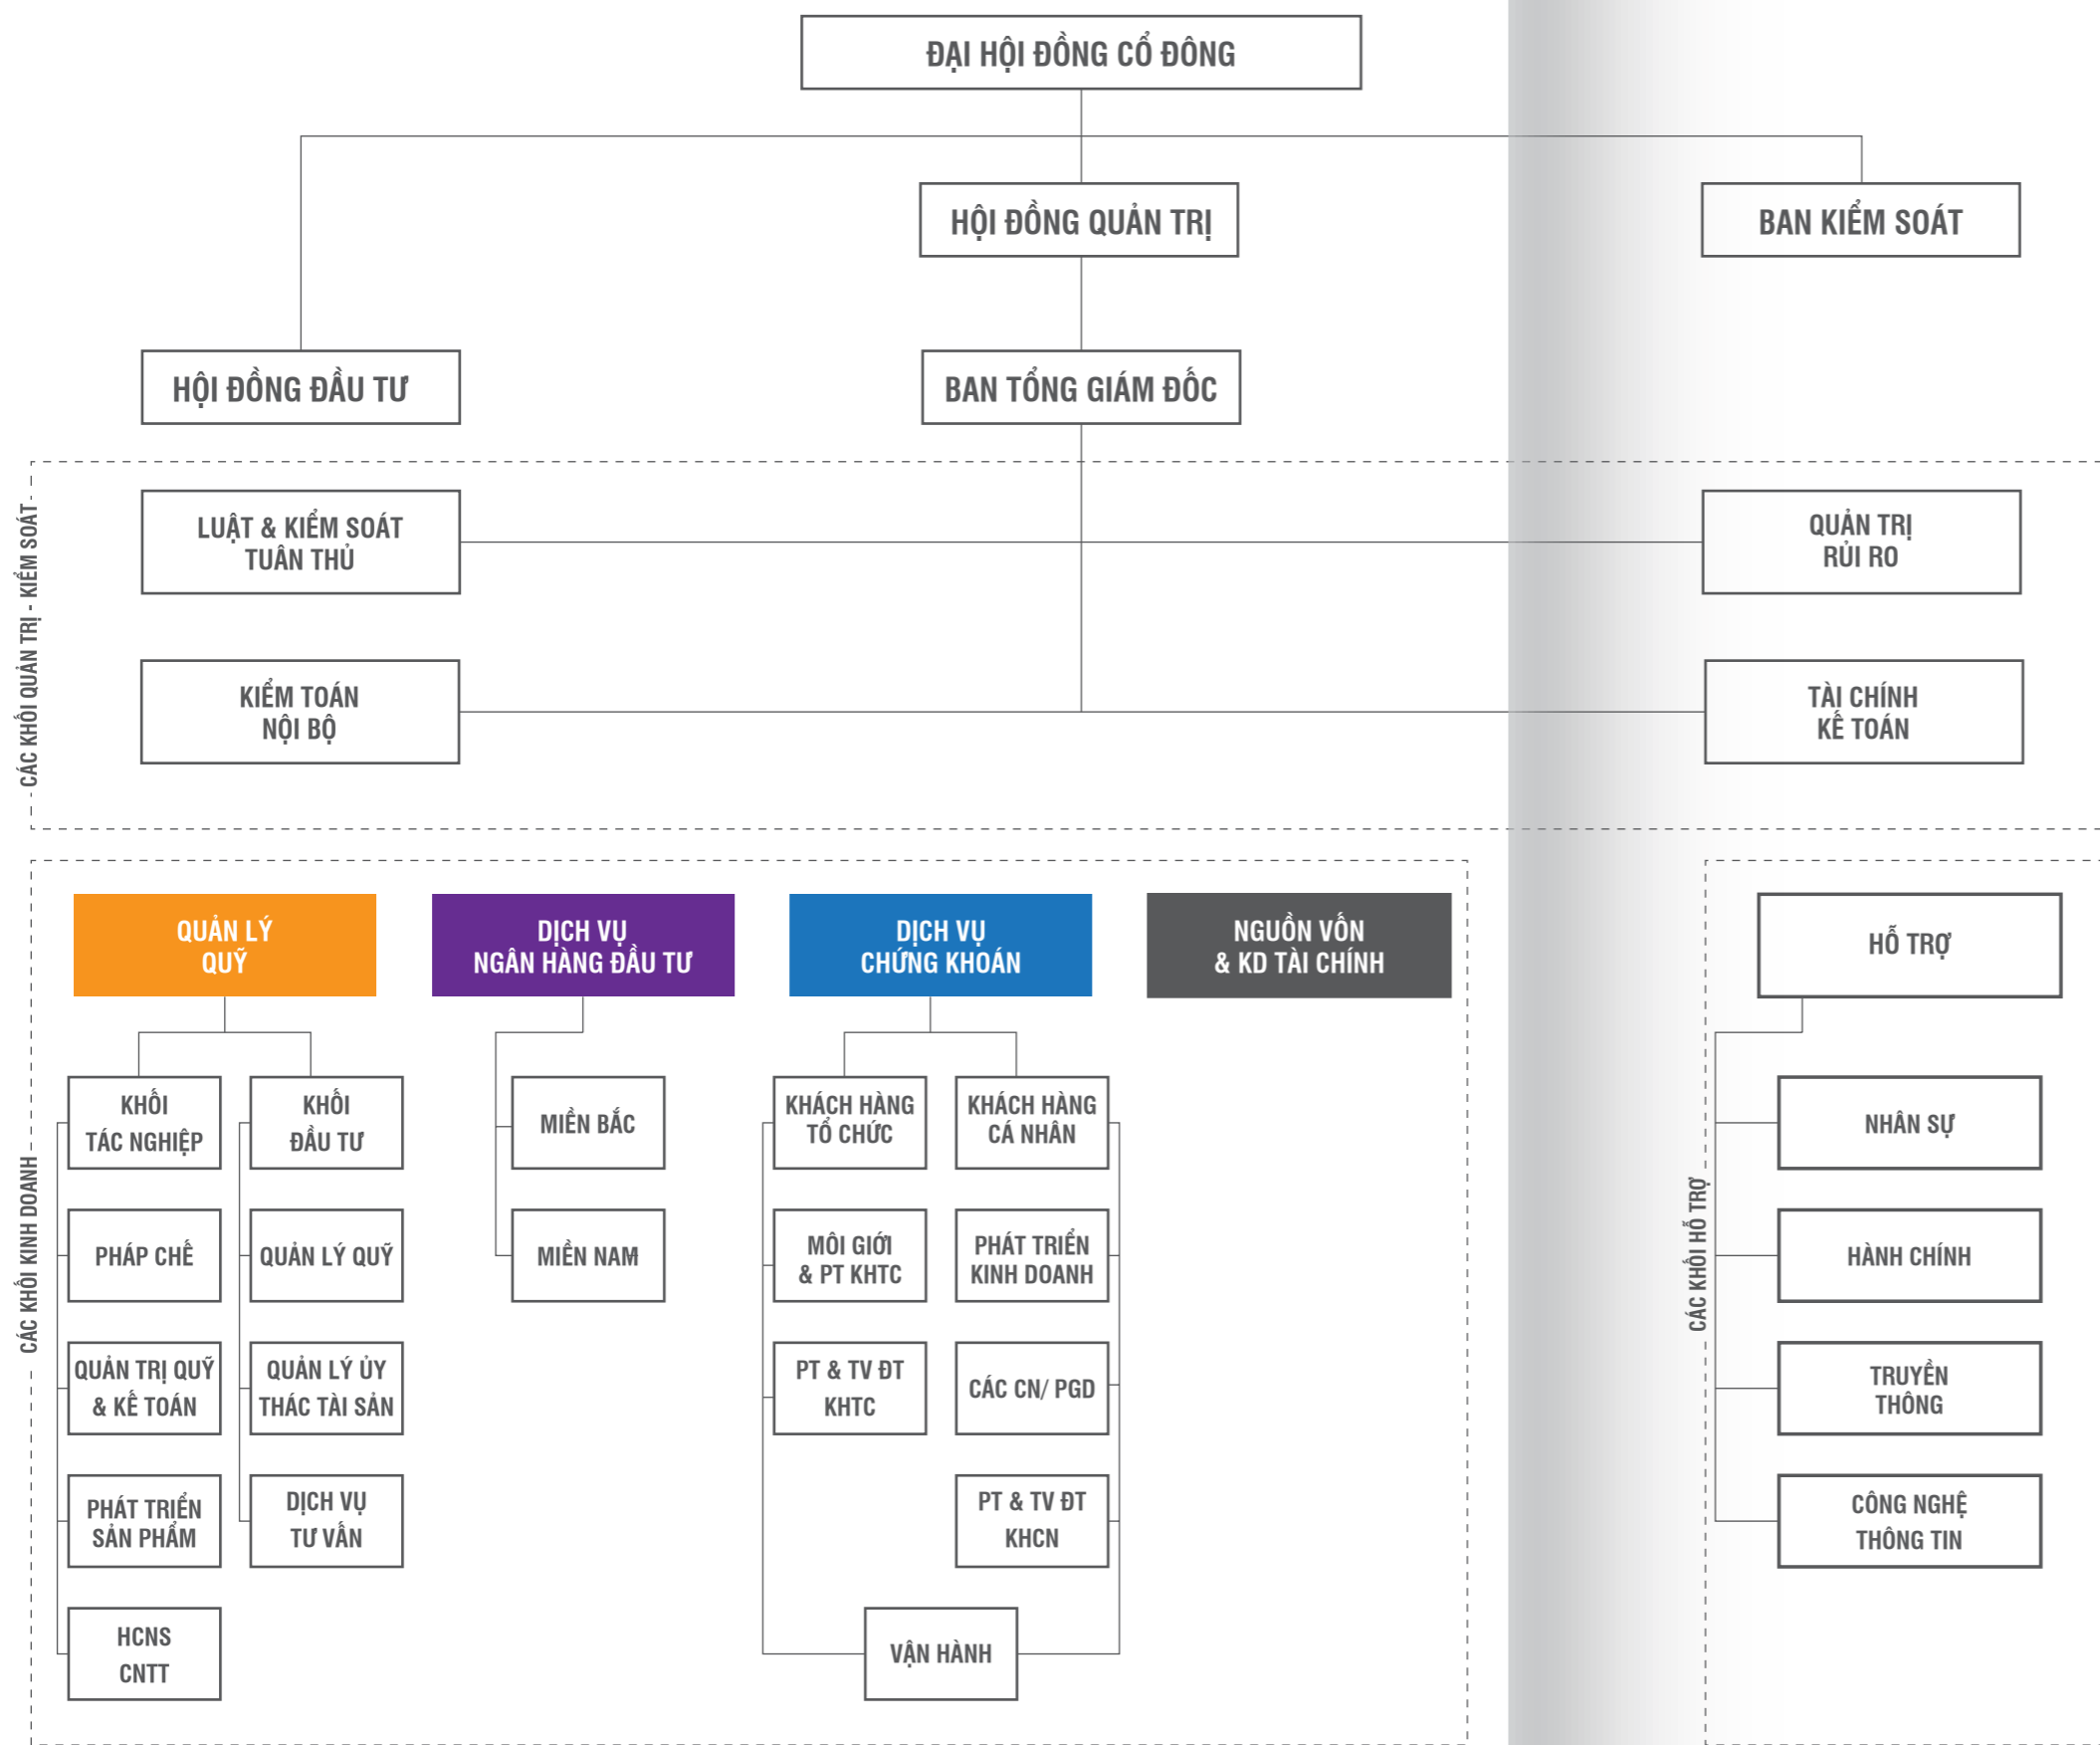 ĐẠI HỘI ĐỒNG CỔ ĐÔNG
HỘI ĐỒNG QUẢN TRỊ
BAN KIỂM SOÁT
HỘI ĐỒNG ĐẦU TƯ
BAN TỔNG GIÁM ĐỐC
CÁC KHỐI QUẢN TRỊ - KIỂM SOÁT
LUẬT & KIỂM SOÁT
TUÂN THỦ
QUẢN TRỊ
RỦI RO
KIỂM TOÁN
NỘI BỘ
TÀI CHÍNH
KẾ TOÁN
CÁC KHỐI KINH DOANH
QUẢN LÝ
QUỸ
KHỐI
TÁC NGHIỆP
PHÁP CHẾ
QUẢN TRỊ QUỸ
& KẾ TOÁN
PHÁT TRIỂN
SẢN PHẨM
HCNS
CNTT
KHỐI
ĐẦU TƯ
QUẢN LÝ QUỸ
QUẢN LÝ ỦY
THÁC TÀI SẢN
DỊCH VỤ
TƯ VẤN
DỊCH VỤ
NGÂN HÀNG ĐẦU TƯ
MIỀN BẮC
MIỀN NAM
DỊCH VỤ
CHỨNG KHOÁN
KHÁCH HÀNG
TỔ CHỨC
MÔI GIỚI
& PT KHTC
PT & TV ĐT
KHTC
KHÁCH HÀNG
CÁ NHÂN
PHÁT TRIỂN
KINH DOANH
CÁC CN/ PGD
PT & TV ĐT
KHCN
VẬN HÀNH
NGUỒN VỐN
& KD TÀI CHÍNH
CÁC KHỐI HỖ TRỢ
HỖ TRỢ
NHÂN SỰ
HÀNH CHÍNH
TRUYỀN
THÔNG
CÔNG NGHỆ
THÔNG TIN